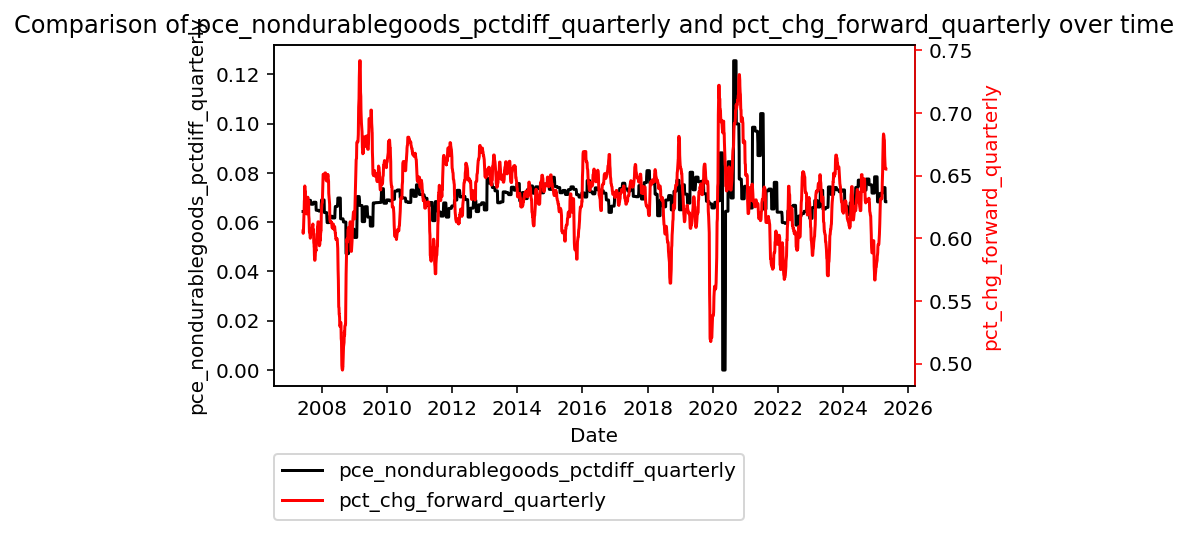 Comparison of pce_nondurablegoods_pctdiff_quarterly and pct_chg_forward_quarterly over time
pce_nondurablegoods_pctdiff_quarterly
0.12
0.10
0.08
0.06
0.04
0.02
0.00
0.75
0.70
0.65
0.60
0.55
0.50
pct_chg_forward_quarterly
2008 2010 2012 2014 2016 2018 2020 2022 2024 2026
Date
pce_nondurablegoods_pctdiff_quarterly
pct_chg_forward_quarterly